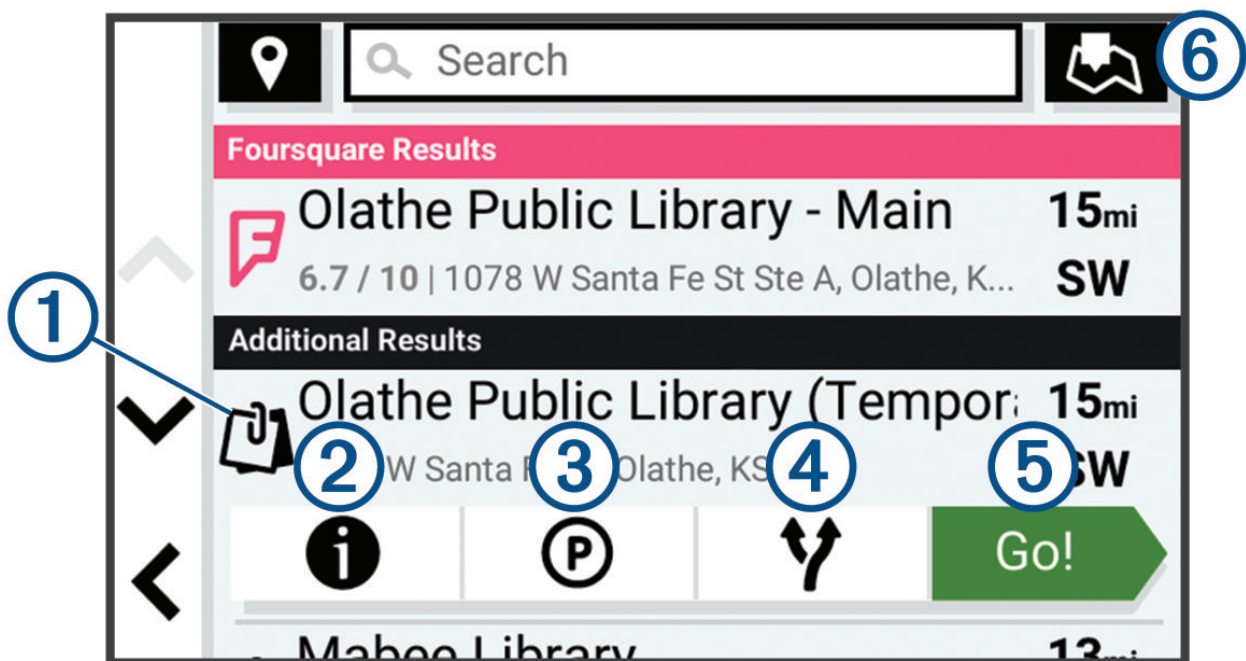 Search
6
Foursquare Results
Olathe Public Library - Main 15mi
6.7 / 10 | 1078 W Santa Fe St Ste A, Olathe, K... SW
1
Additional Results
Olathe Public Library 15mi
2 W Santa 3 Olathe, KS 4 5 SW
i P Go!
Mabee Library 13mi